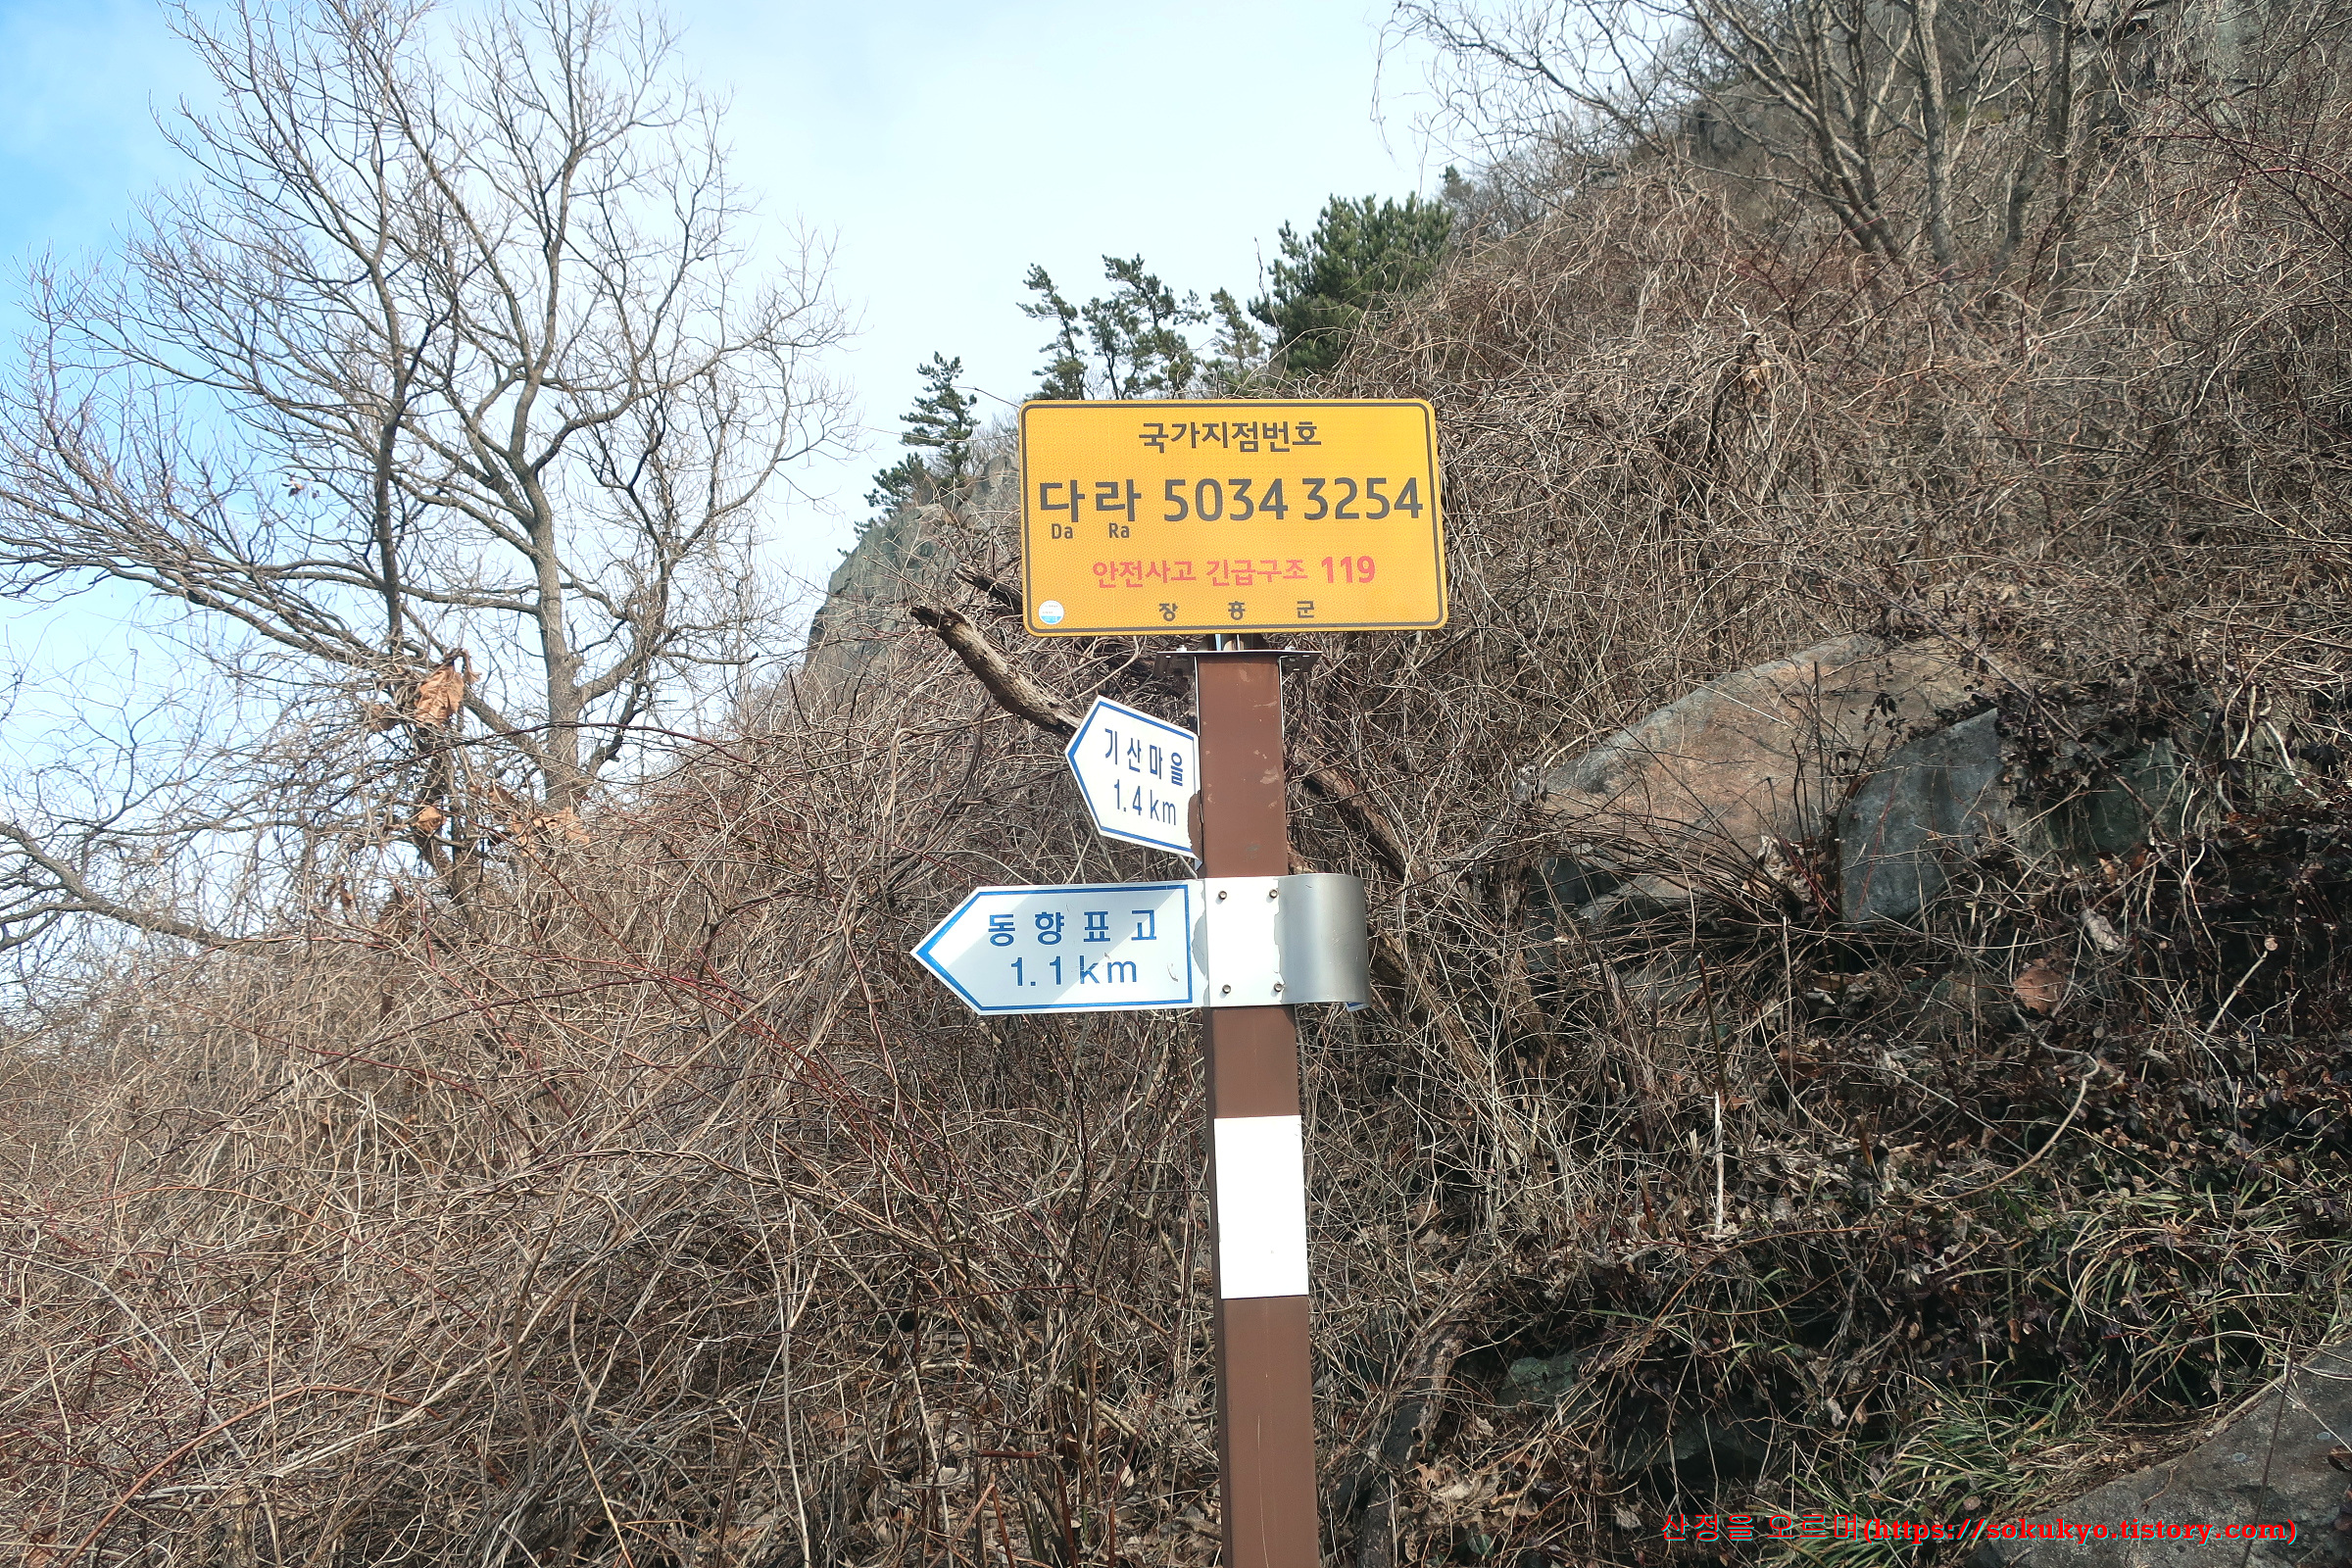 국가지점번호
다라 5034 3254
Da Ra
안전사고 긴급구조 119
장흥군
기산마을
1.4km
동향표고
1.1km
산정을 오르며(https://sokukyo.tistory.com)